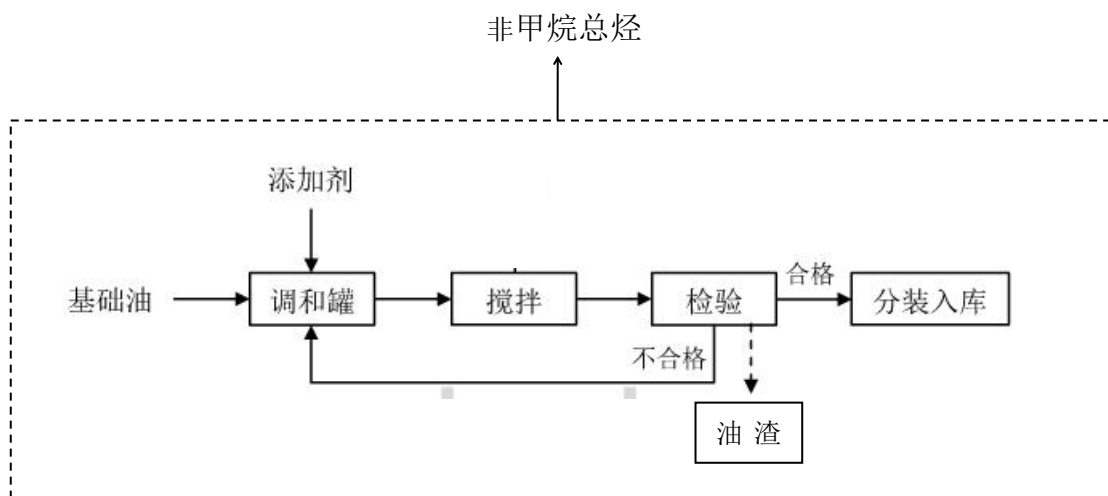 非甲烷总烃
添加剂
基础油
调和罐
搅拌
检验
合格
分装入库
不合格
油 渣